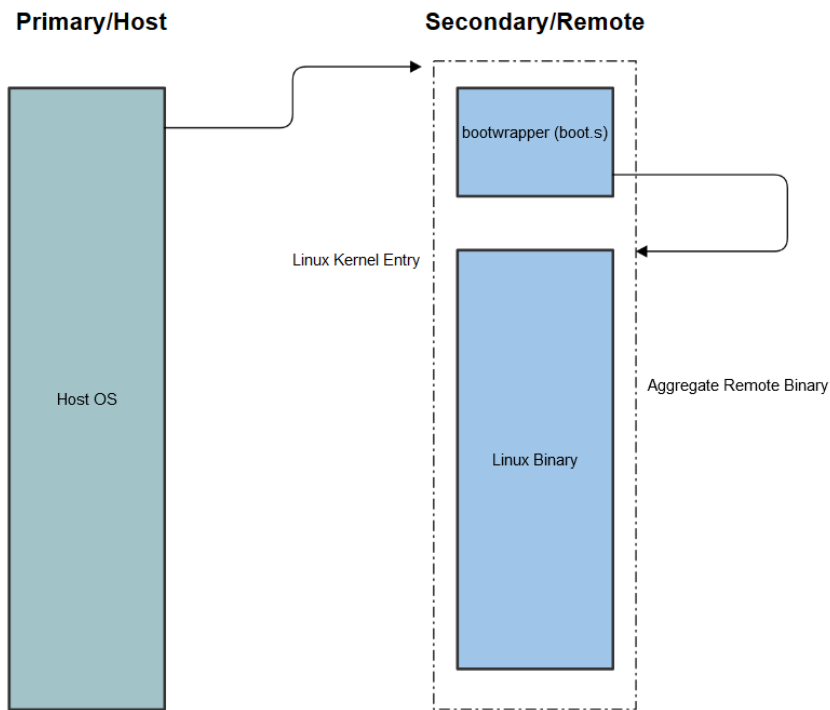 Primary/Host
Secondary/Remote
bootwrapper (boot.s)
Linux Kernel Entry
Host OS
Aggregate Remote Binary
Linux Binary